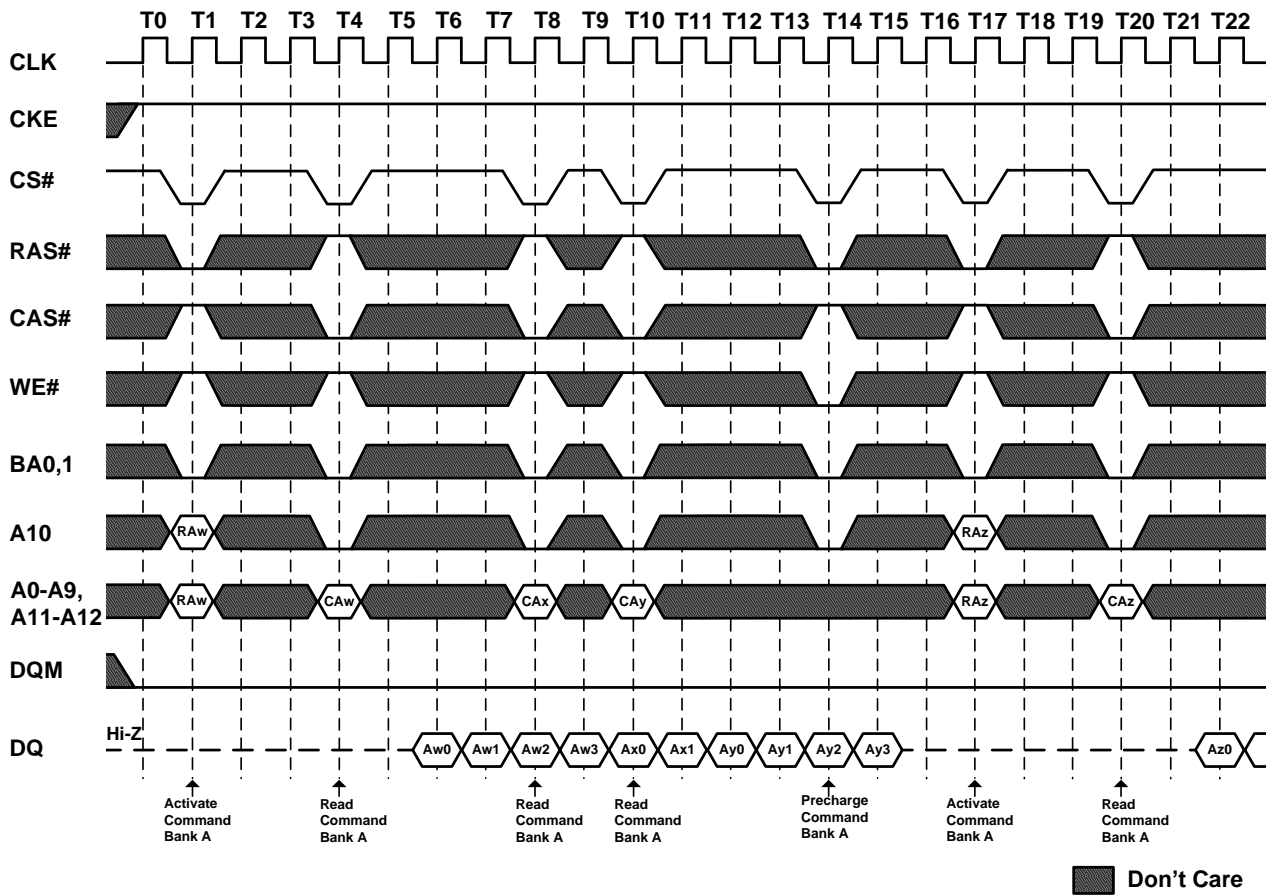 T0 T1 T2 T3 T4 T5 T6 T7 T8 T9 T10 T11 T12 T13 T14 T15 T16 T17 T18 T19 T20 T21 T22
CLK
CKE
CS#
RAS#
CAS#
WE#
BA0,1
A10
RAw RAz
A0-A9,
A11-A12
RAw CAw CAx CAy RAz CAz
DQM
DQ
Hi-Z
Aw0 Aw1 Aw2 Aw3 Ax0 Ax1 Ay0 Ay1 Ay2 Ay3 Az0
Activate
Command
Bank A
Read
Command
Bank A
Read
Command
Bank A
Read
Command
Bank A
Precharge
Command
Bank A
Activate
Command
Bank A
Read
Command
Bank A
Don't Care